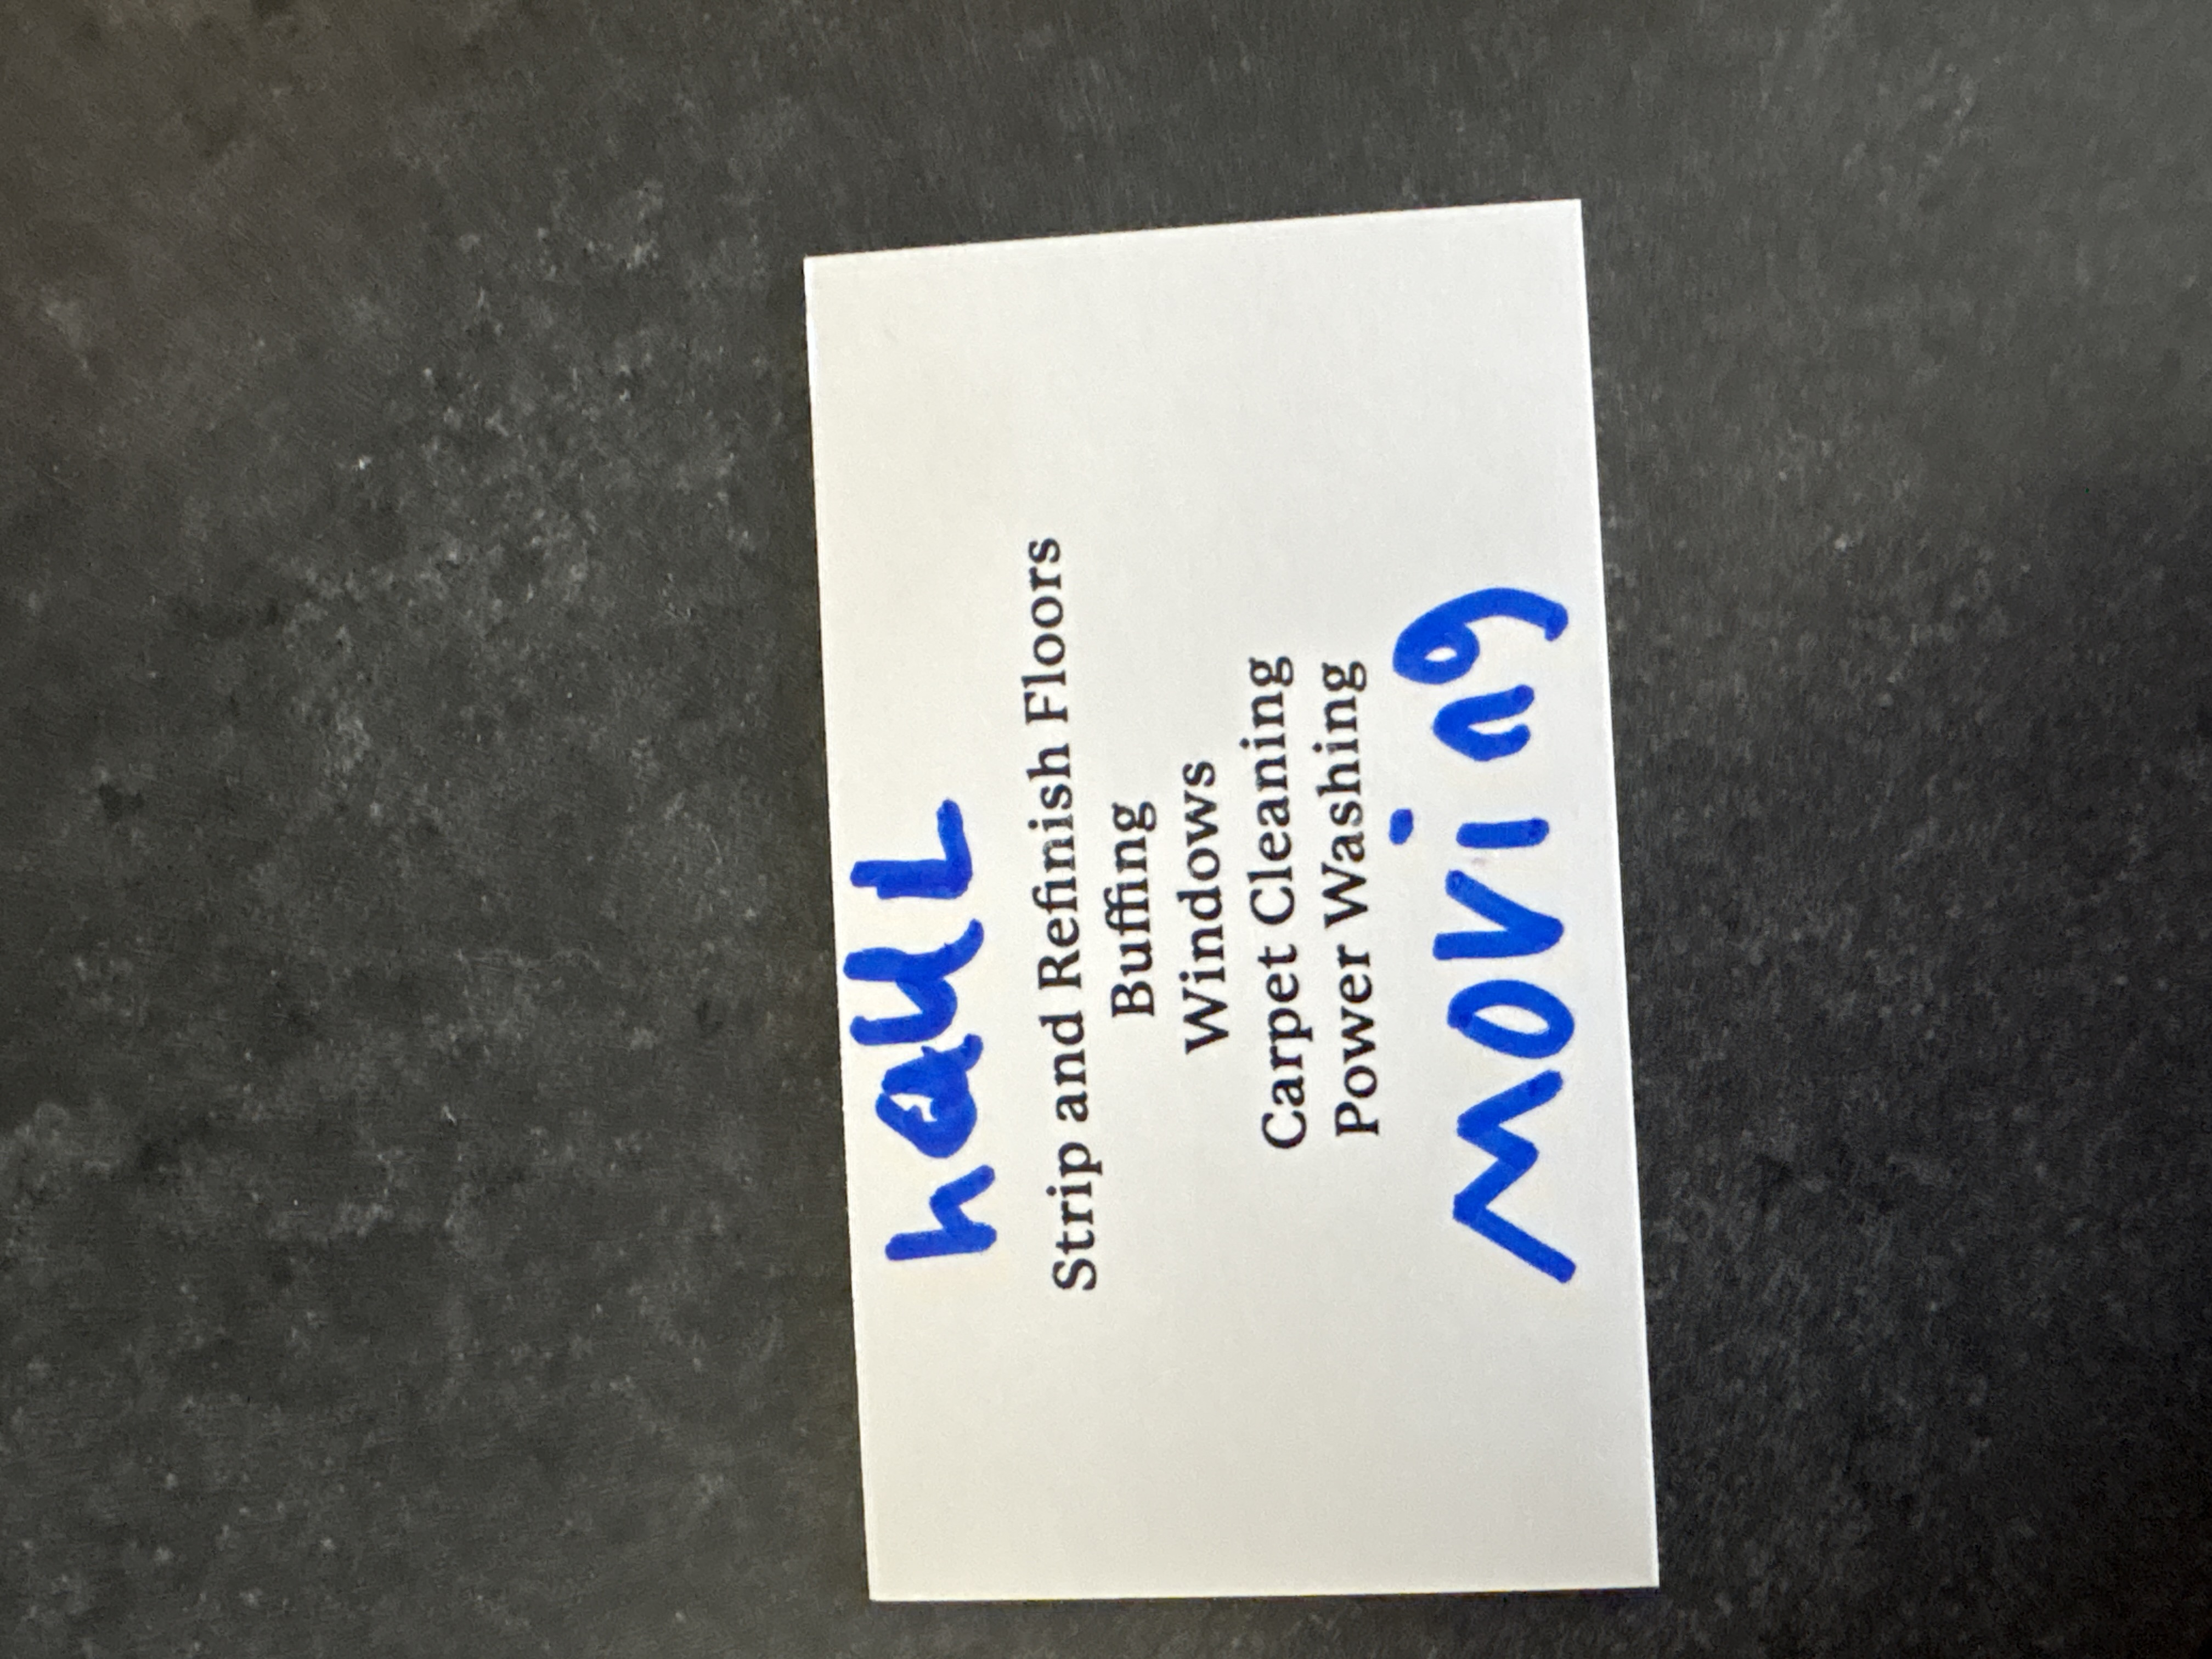 haUL
Strip and Refinish Floors
Buffing
Windows
Carpet Cleaning
Power Washing
moving